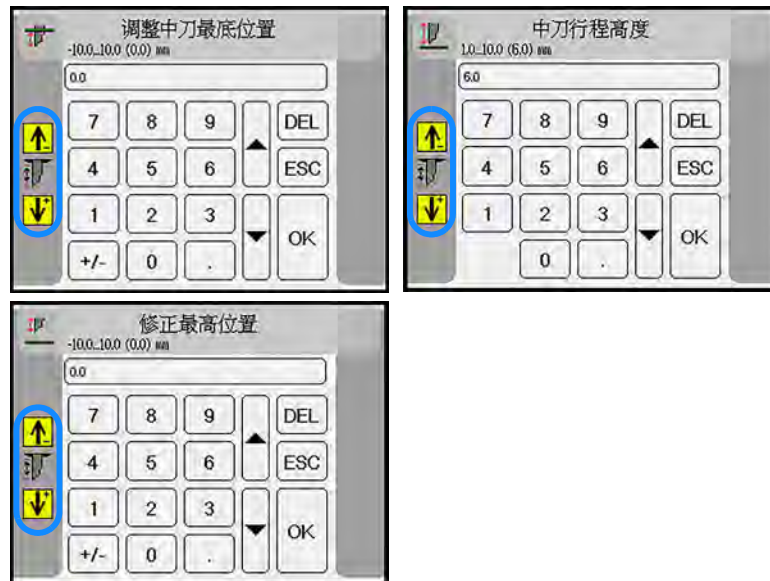 调整中刀最底位置
-10.0..10.0 (0.0) mm
0.0
7 8 9 DEL
4 5 6 ESC
1 2 3
OK
+/- 0 .
中刀行程高度
1.0..10.0 (6.0) mm
6.0
7 8 9 DEL
4 5 6 ESC
1 2 3
OK
0 .
修正最高位置
-10.0..10.0 (0.0) mm
0.0
7 8 9 DEL
4 5 6 ESC
1 2 3
OK
+/- 0 .